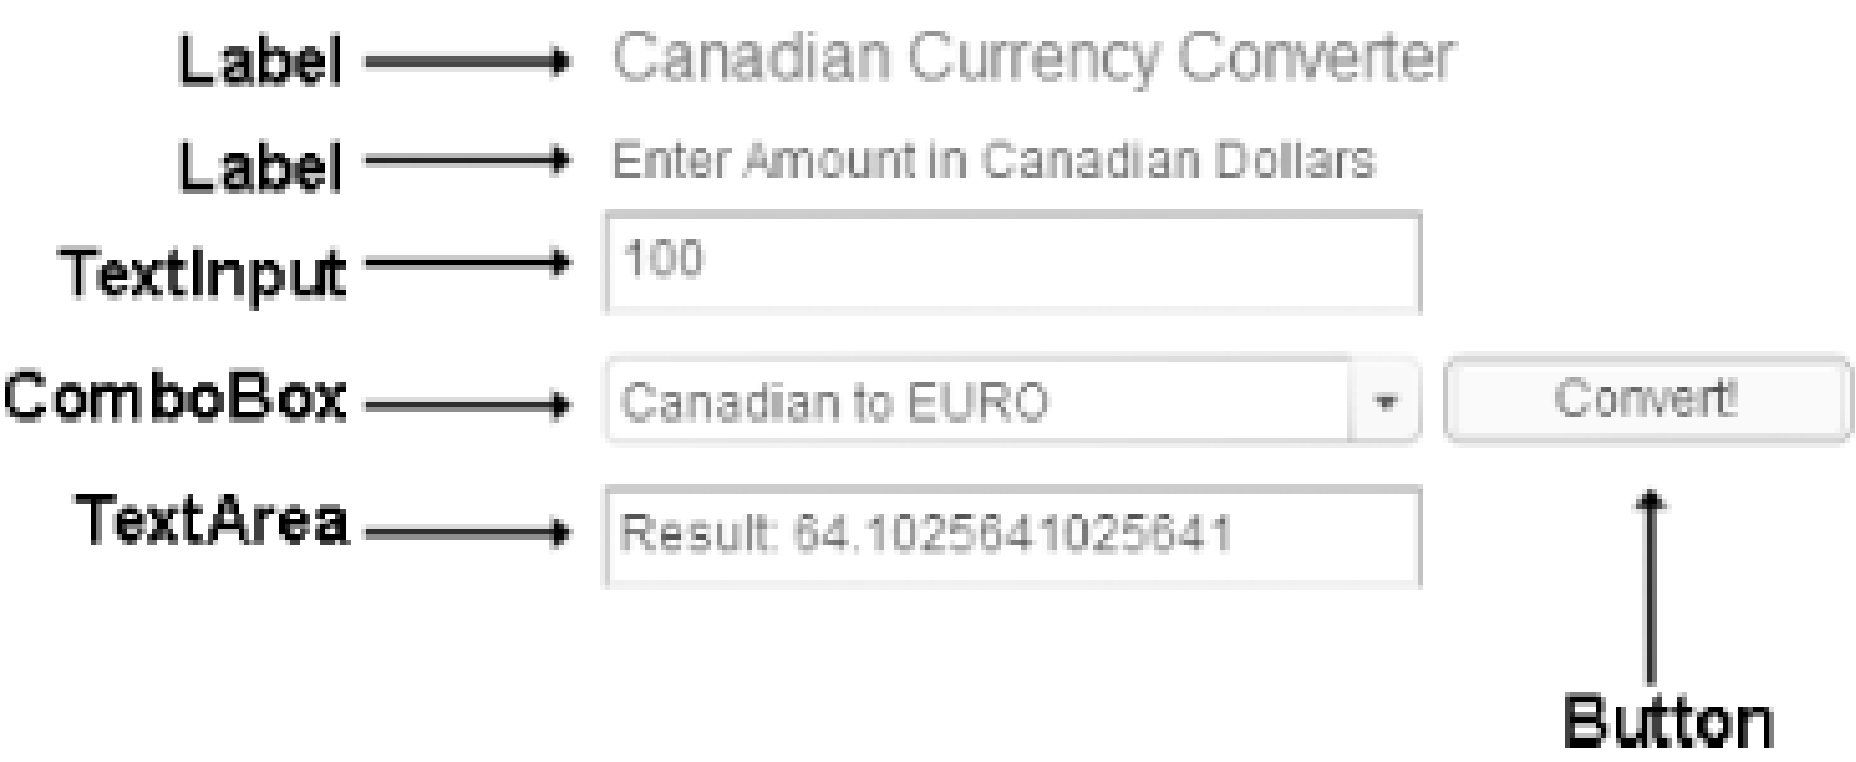 Label Canadian Currency Converter
Label Enter Amount in Canadian Dollars
TextInput 100
ComboBox Canadian to EURO Convert!
TextArea Result: 64.1025641025641
Button